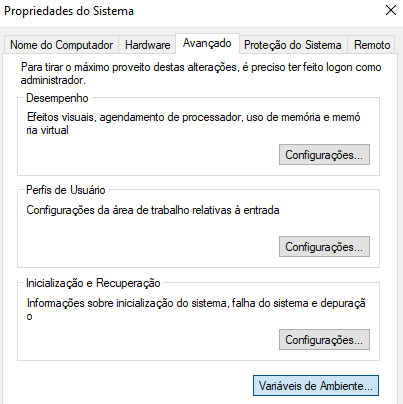 Propriedades do Sistema
Nome do Computador Hardware Avançado Proteção do Sistema Remoto
Para tirar o máximo proveito destas alterações, é preciso ter feito logon como
administrador.
Desempenho
Efeitos visuais, agendamento de processador, uso de memória e memó
ria virtual
Configurações...
Perfis de Usuário
Configurações da área de trabalho relativas à entrada
Configurações...
Inicialização e Recuperação
Informações sobre inicialização do sistema, falha do sistema e depuraçã
o
Configurações...
Variáveis de Ambiente...